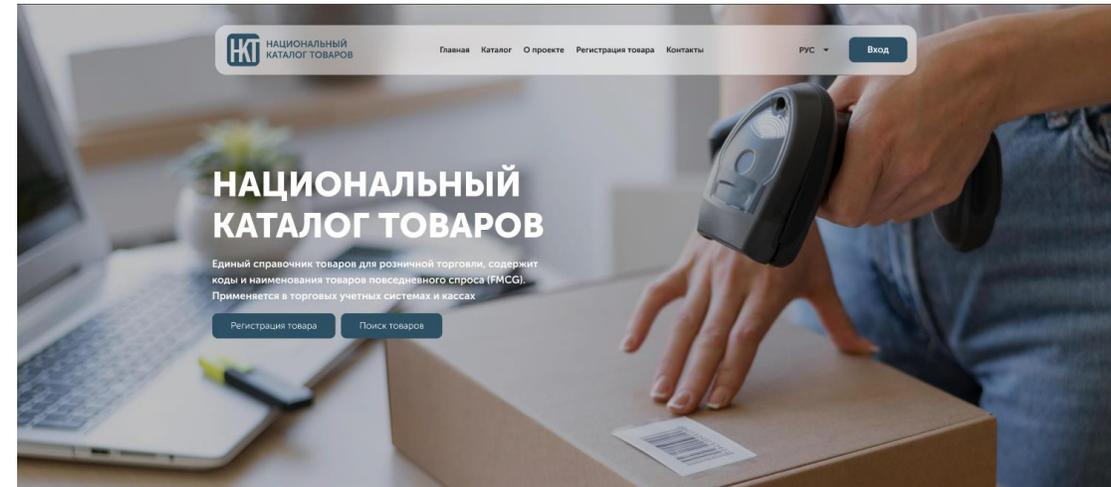 НКТ НАЦИОНАЛЬНЫЙ
КАТАЛОГ ТОВАРОВ
Главная Каталог О проекте Регистрация товара Контакты
РУС
Вход
НАЦИОНАЛЬНЫЙ
КАТАЛОГ ТОВАРОВ
Единый справочник товаров для розничной торговли, содержит
коды и наименования товаров повседневного спроса (FMCG).
Применяется в торговых учетных системах и кассах
Регистрация товара
Поиск товаров